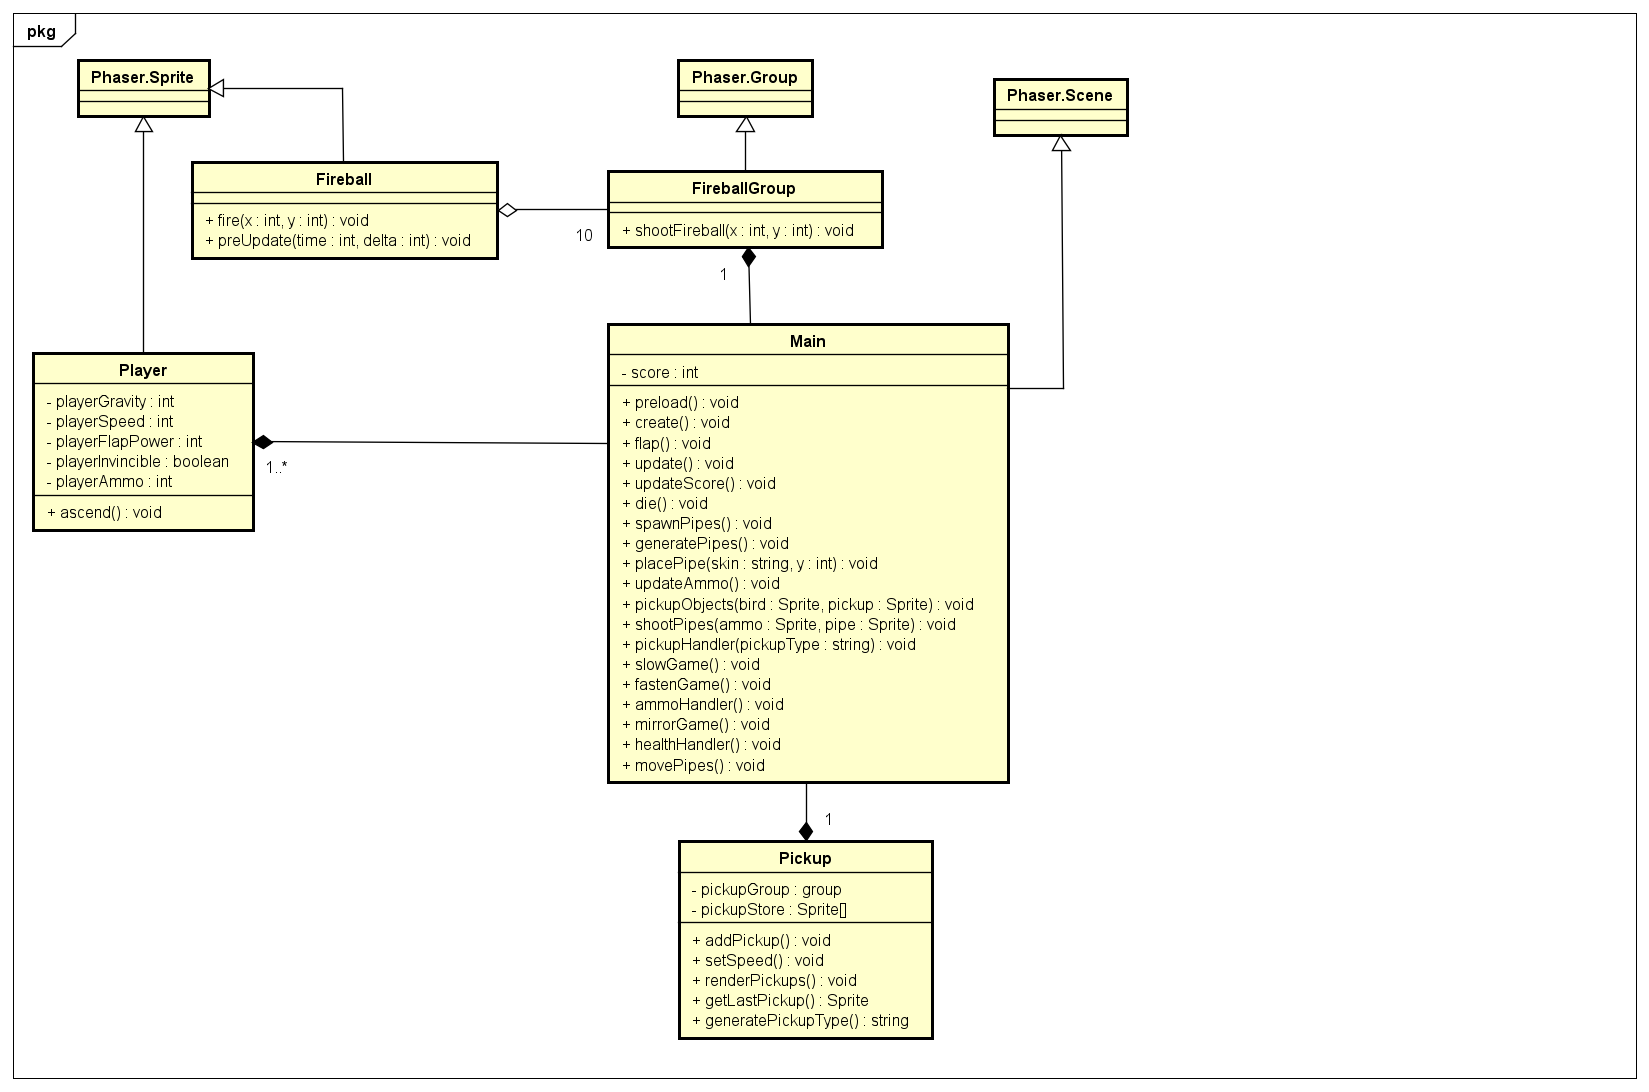 pkg
Phaser.Sprite
Phaser.Group
Phaser.Scene
Fireball
+ fire(x : int, y : int) : void
+ preUpdate(time : int, delta : int) : void
10
FireballGroup
+ shootFireball(x : int, y : int) : void
1
Player
- playerGravity : int
- playerSpeed : int
- playerFlapPower : int
- playerInvincible : boolean
- playerAmmo : int
+ ascend() : void
1..*
Main
- score : int
+ preload() : void
+ create() : void
+ flap() : void
+ update() : void
+ updateScore() : void
+ die() : void
+ spawnPipes() : void
+ generatePipes() : void
+ placePipe(skin : string, y : int) : void
+ updateAmmo() : void
+ pickupObjects(bird : Sprite, pickup : Sprite) : void
+ shootPipes(ammo : Sprite, pipe : Sprite) : void
+ pickupHandler(pickupType : string) : void
+ slowGame() : void
+ fastenGame() : void
+ ammoHandler() : void
+ mirrorGame() : void
+ healthHandler() : void
+ movePipes() : void
1
Pickup
- pickupGroup : group
- pickupStore : Sprite[]
+ addPickup() : void
+ setSpeed() : void
+ renderPickups() : void
+ getLastPickup() : Sprite
+ generatePickupType() : string